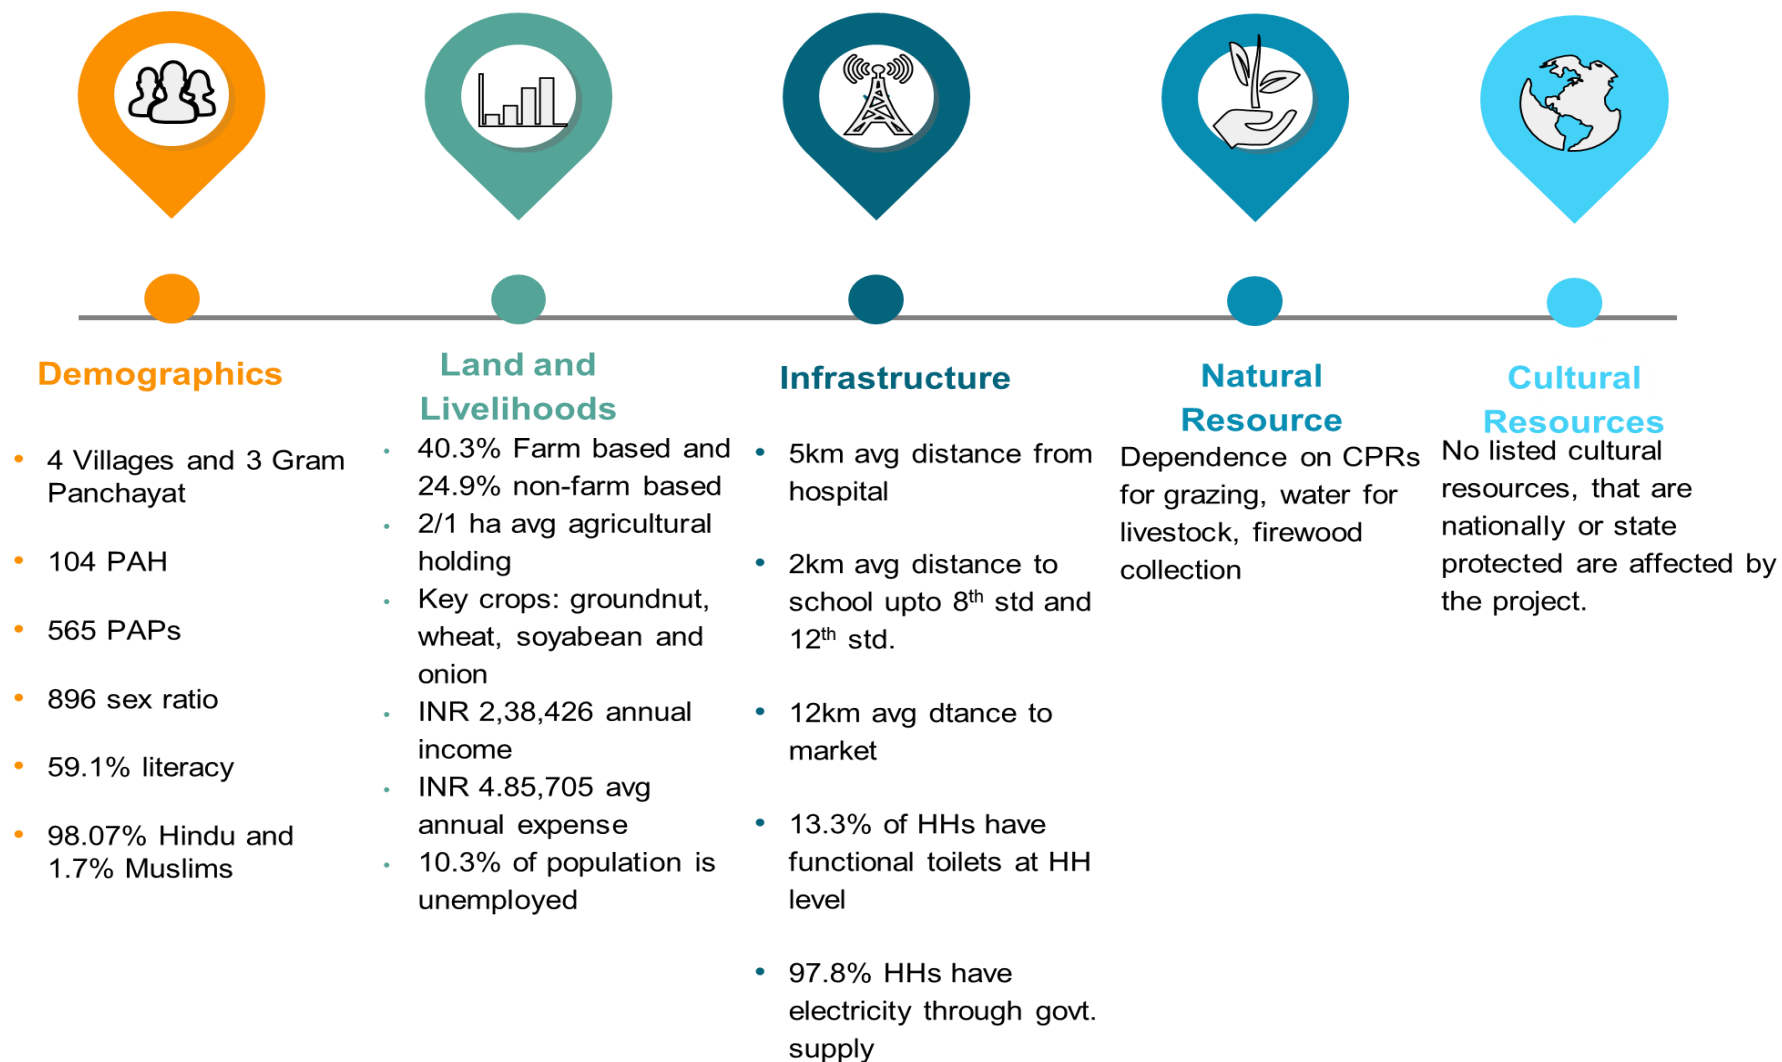 Demographics
• 4 Villages and 3 Gram
Panchayat
• 104 PAH
• 565 PAPs
• 896 sex ratio
• 59.1% literacy
• 98.07% Hindu and
1.7% Muslims
Land and
Livelihoods
• 40.3% Farm based and
24.9% non-farm based
• 2/1 ha avg agricultural
holding
• Key crops: groundnut,
wheat, soyabean and
onion
• INR 2,38,426 annual
income
• INR 4.85,705 avg
annual expense
• 10.3% of population is
unemployed
Infrastructure
• 5km avg distance from
hospital
• 2km avg distance to
school upto 8th std and
12th std.
• 12km avg dtance to
market
• 13.3% of HHs have
functional toilets at HH
level
• 97.8% HHs have
electricity through govt.
supply
Natural
Resource
Dependence on CPRs
for grazing, water for
livestock, firewood
collection
Cultural
Resources
No listed cultural
resources, that are
nationally or state
protected are affected by
the project.